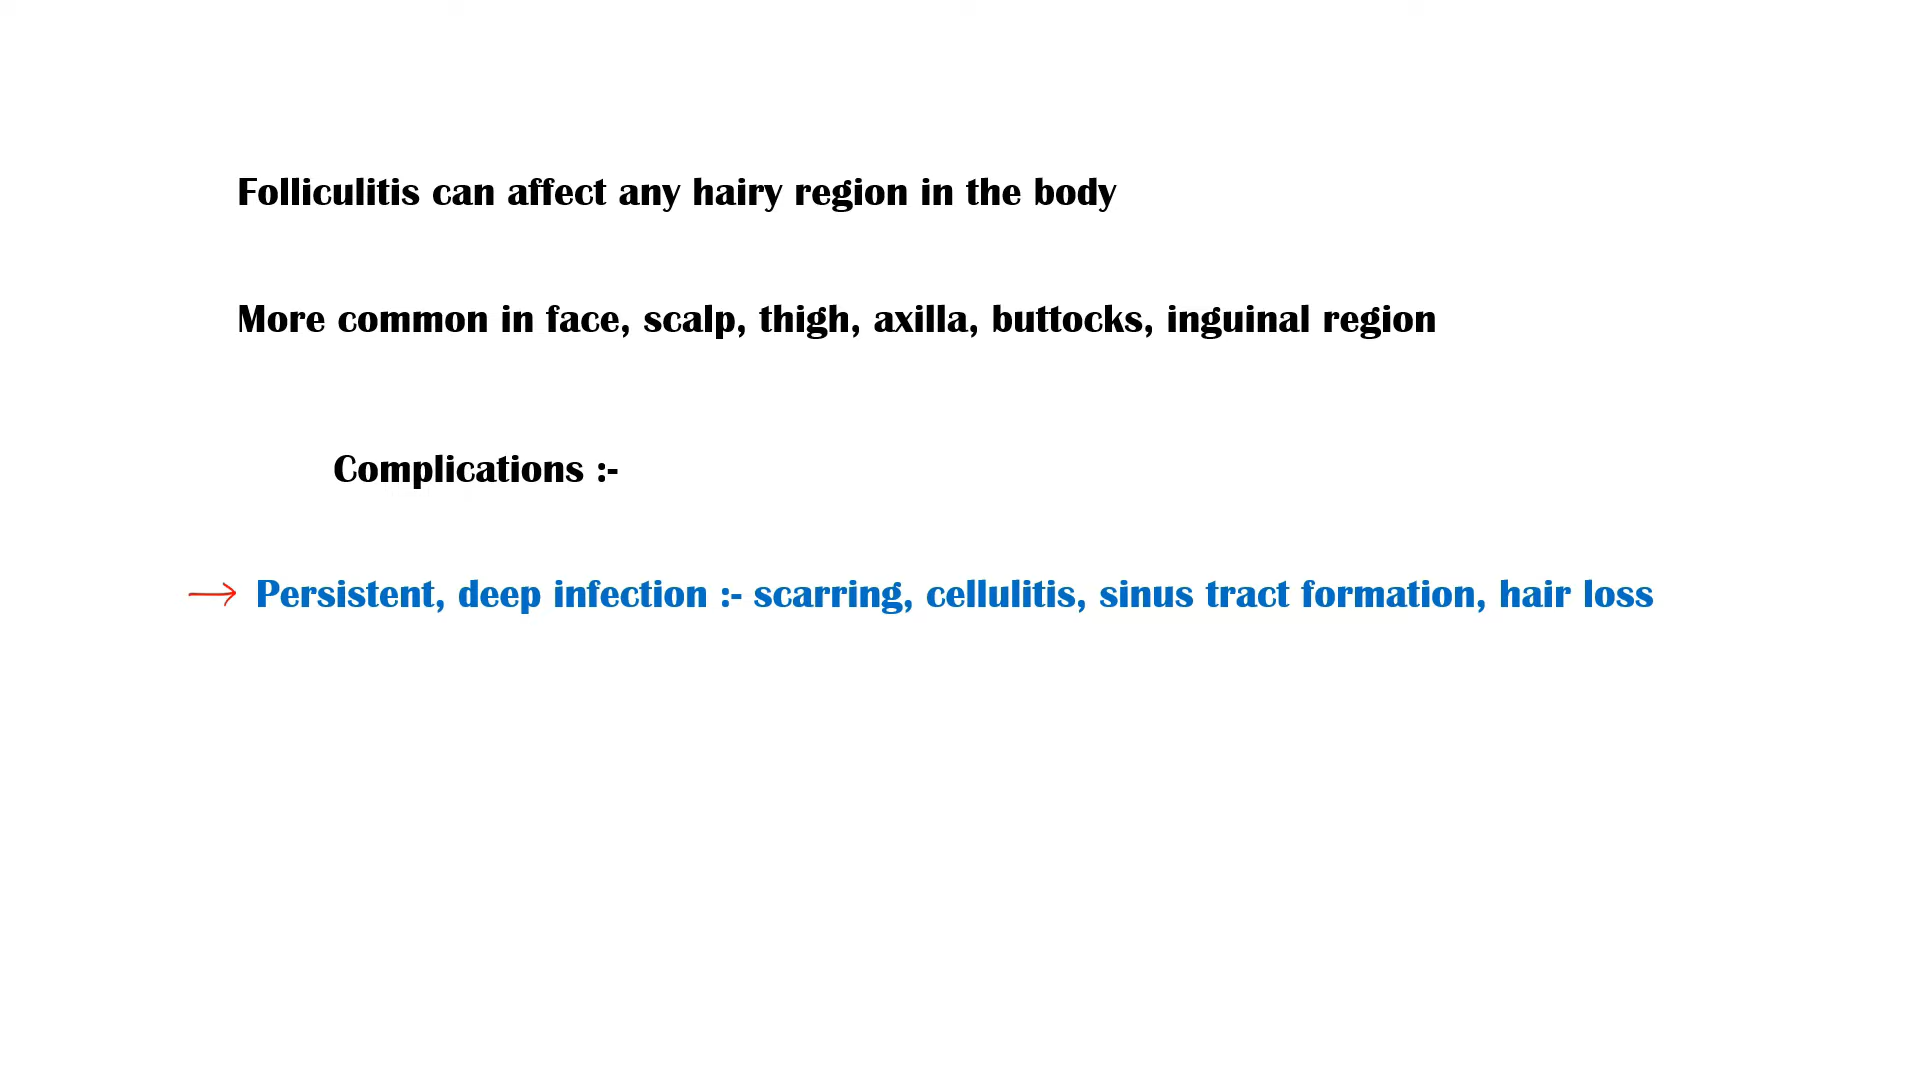 Folliculitis can affect any hairy region in the body
More common in face, scalp, thigh, axilla, buttocks, inguinal region
Complications :-
→ Persistent, deep infection :- scarring, cellulitis, sinus tract formation, hair loss